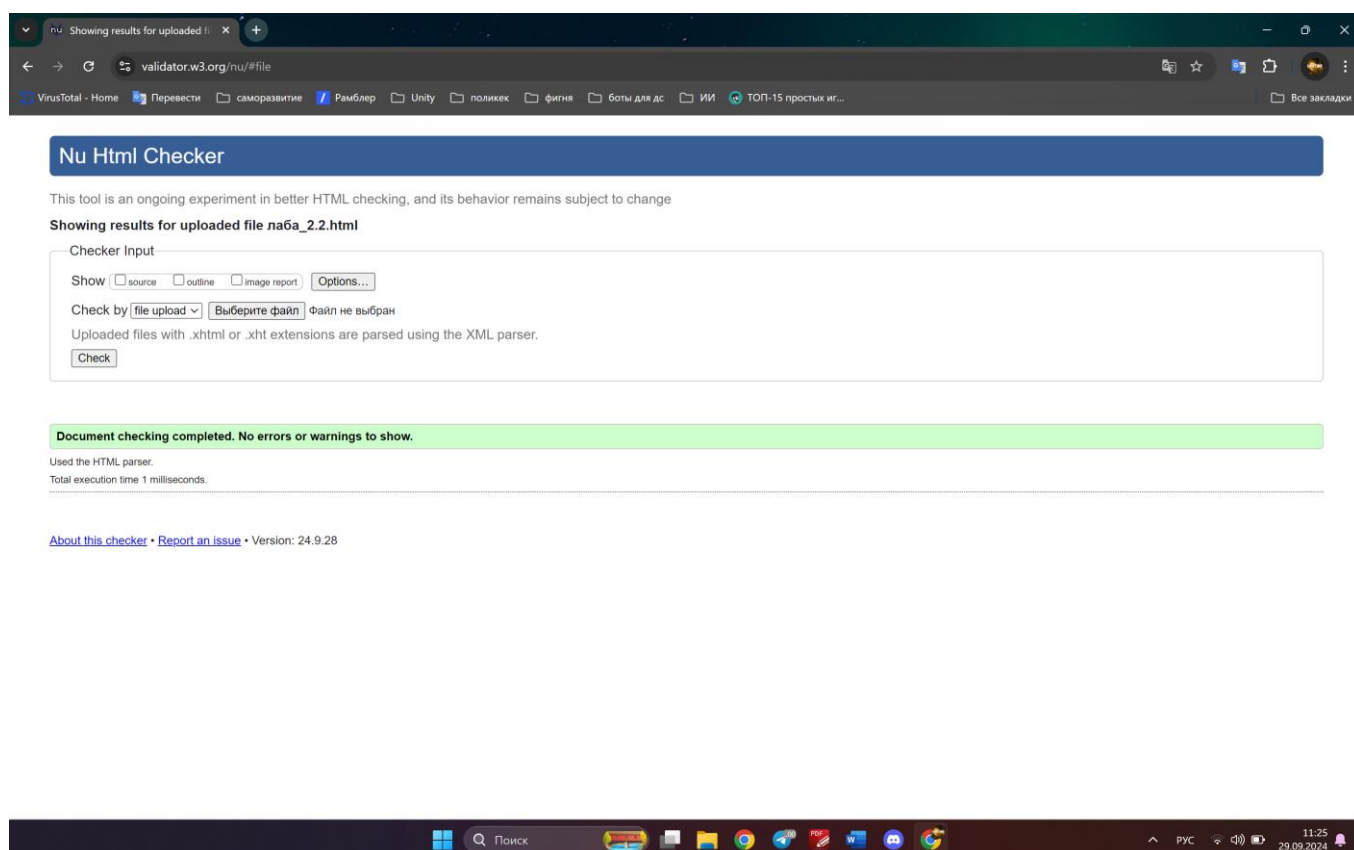 nu Showing results for uploaded fi
validator.w3.org/nu/#file
VirusTotal - Home Перевести саморазвитие Рамблер Unity поликек фигня боты для дс ИИ ТОП-15 простых иг... Все закладки
Nu Html Checker
This tool is an ongoing experiment in better HTML checking, and its behavior remains subject to change
Showing results for uploaded file лаба_2.2.html
Checker Input
Show source outline image report Options...
Check by file upload Выберите файл Файл не выбран
Uploaded files with .xhtml or .xht extensions are parsed using the XML parser.
Check
Document checking completed. No errors or warnings to show.
Used the HTML parser.
Total execution time 1 milliseconds.
About this checker • Report an issue • Version: 24.9.28
Поиск PDF W РУС 11:25
29.09.2024